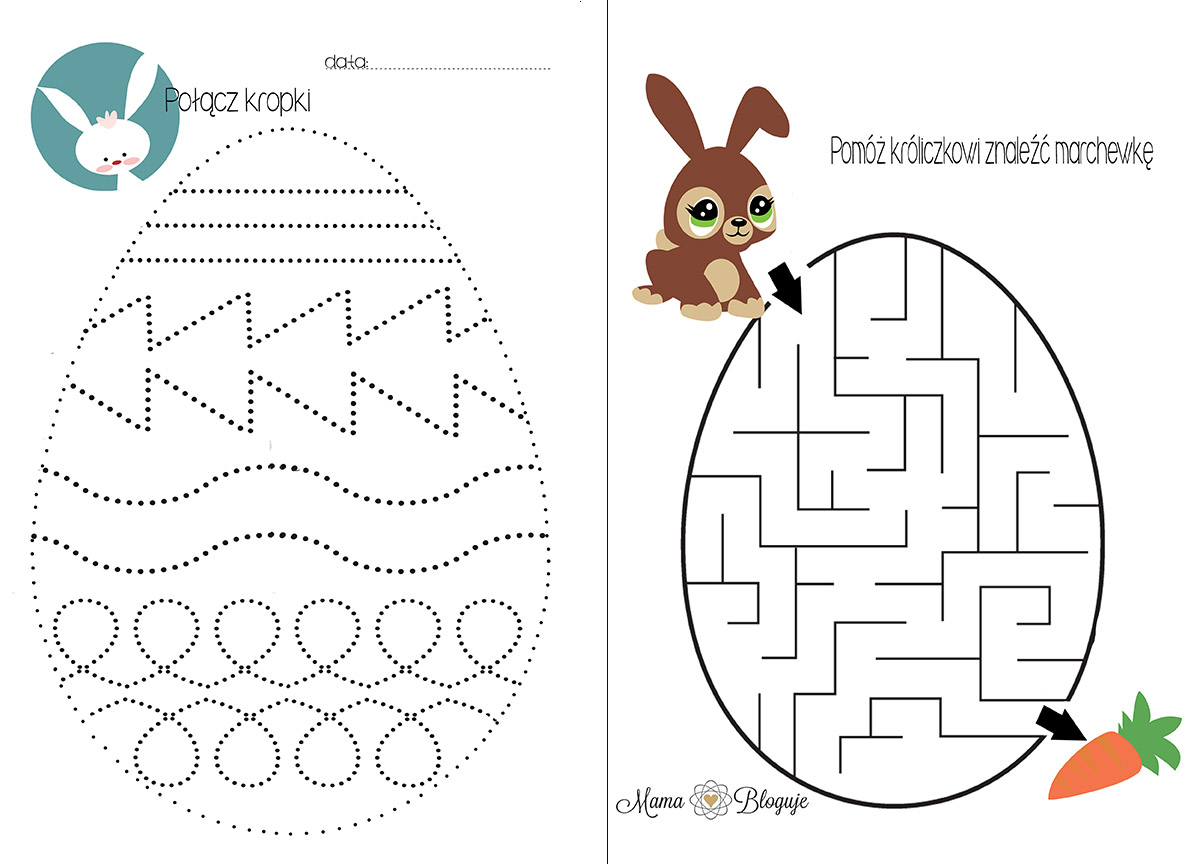 data:
Połącz kropki
Pomóż króliczkowi znaleźć marchewkę
Mama Bloguje